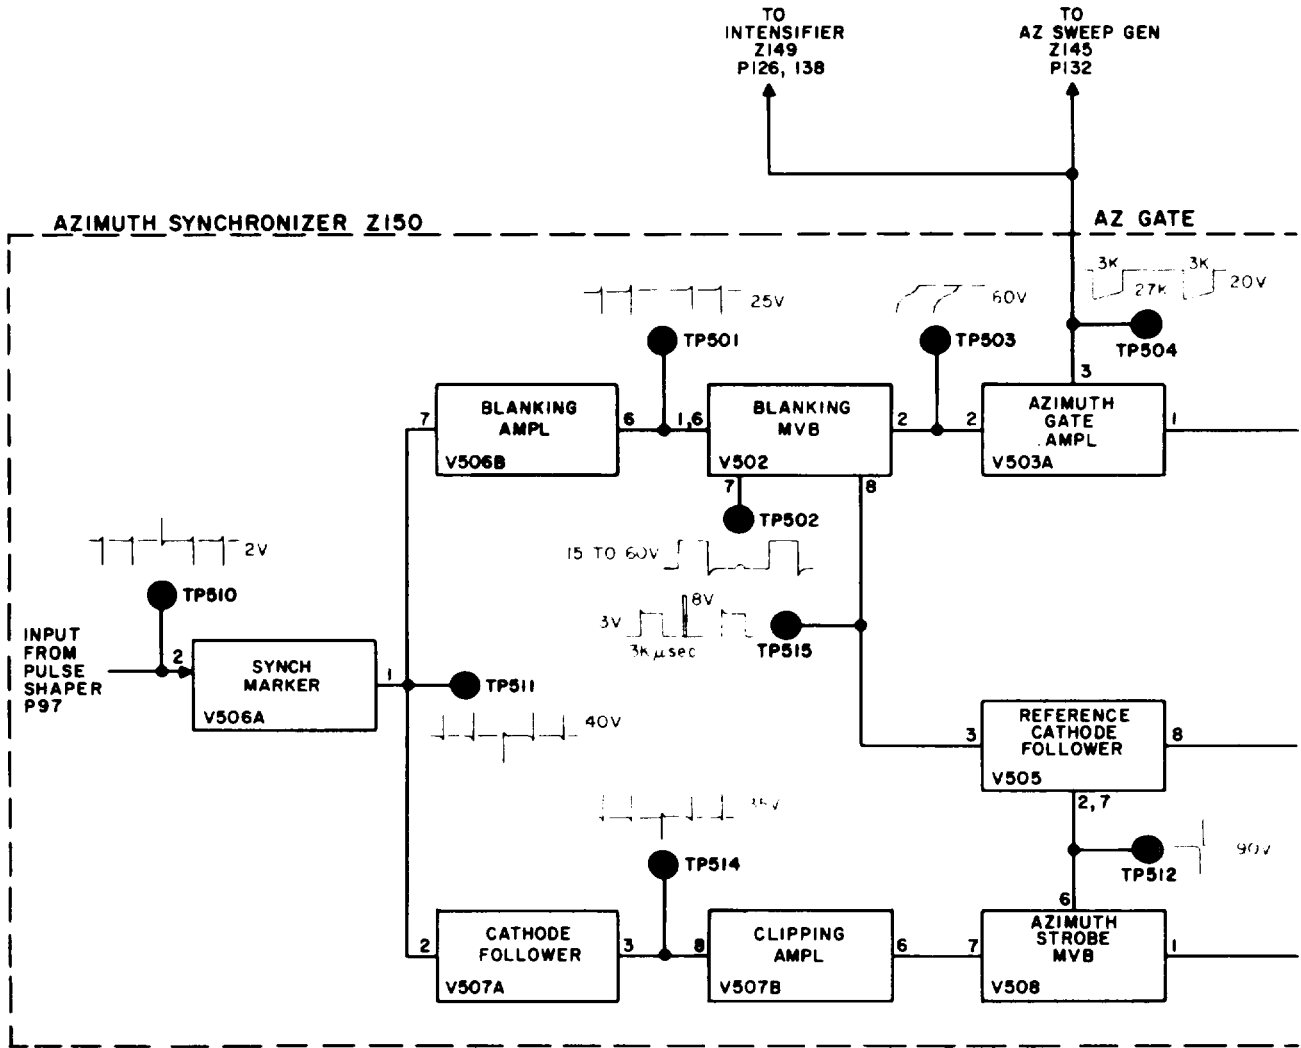 TO
INTENSIFIER
Z149
P126, 138
TO
AZ SWEEP GEN
Z145
P132
AZIMUTH SYNCHRONIZER Z150
AZ GATE
3K
3K
27K
20V
TP504
25V
TP501
60V
TP503
3
7
BLANKING
AMPL
V506B
6
1,6
BLANKING
MVB
V502
2
2
AZIMUTH
GATE
AMPL
V503A
1
7
8
TP502
15 TO 60V
2V
TP510
8V
3V
3K µsec
TP515
INPUT
FROM
PULSE
SHAPER
P97
2
SYNCH
MARKER
V506A
1
TP511
40V
3
REFERENCE
CATHODE
FOLLOWER
V505
8
2,7
TP514
TP512
90V
6
2
CATHODE
FOLLOWER
V507A
3
8
CLIPPING
AMPL
V507B
6
7
AZIMUTH
STROBE
MVB
V508
1